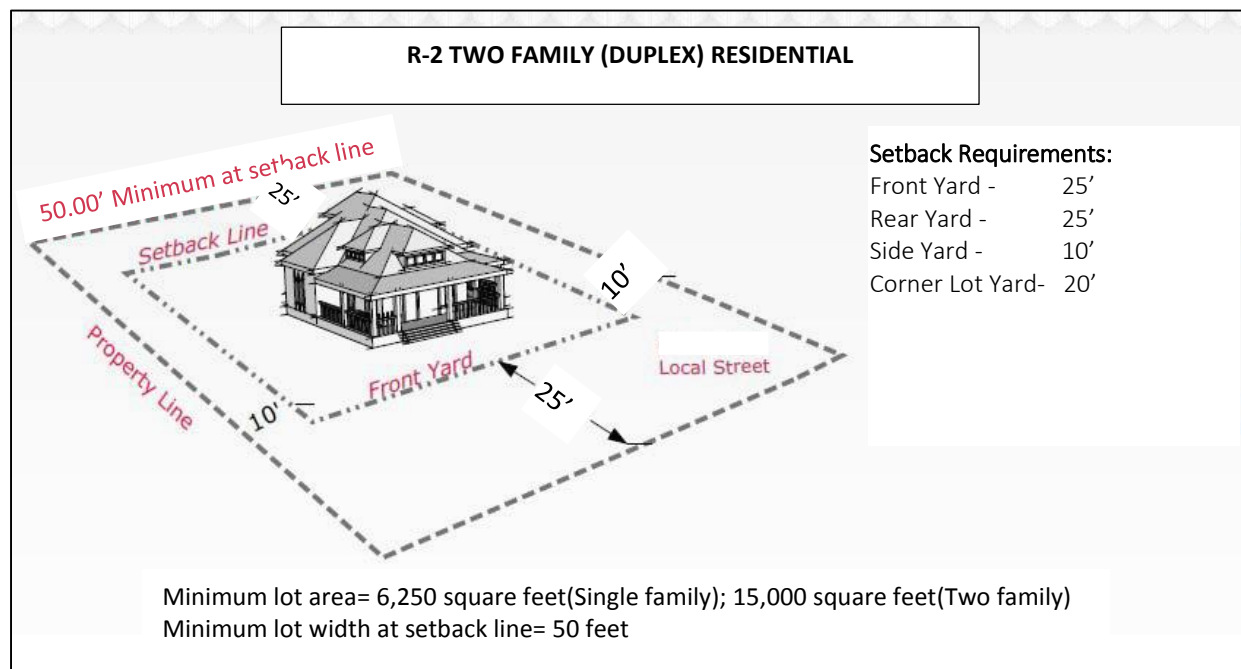 R-2 TWO FAMILY (DUPLEX) RESIDENTIAL
50.00’ Minimum at setback line
25’
Setback Line
10’
Property Line
Front Yard
10’
25’
Local Street
Setback Requirements:
Front Yard - 25’
Rear Yard - 25’
Side Yard - 10’
Corner Lot Yard- 20’
Minimum lot area= 6,250 square feet(Single family); 15,000 square feet(Two family)
Minimum lot width at setback line= 50 feet